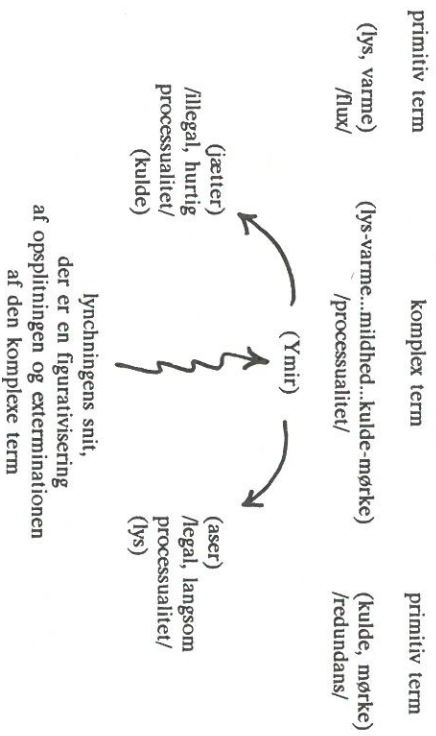 primitiv term
(lys, varme)
/flux/
komplex term
(lys-varme...mildhed...kulde-mørke)
/processualitet/
primitiv term
(kulde, mørke)
/redundans/
(Ymir)
(jætter)
/illegal, hurtig
processualitet/
(kulde)
(aser)
/legal, langsom
processualitet/
(lys)
lynchningens snit,
der er en figurativisering
af opsplitningen og exterminationen
af den komplexe term